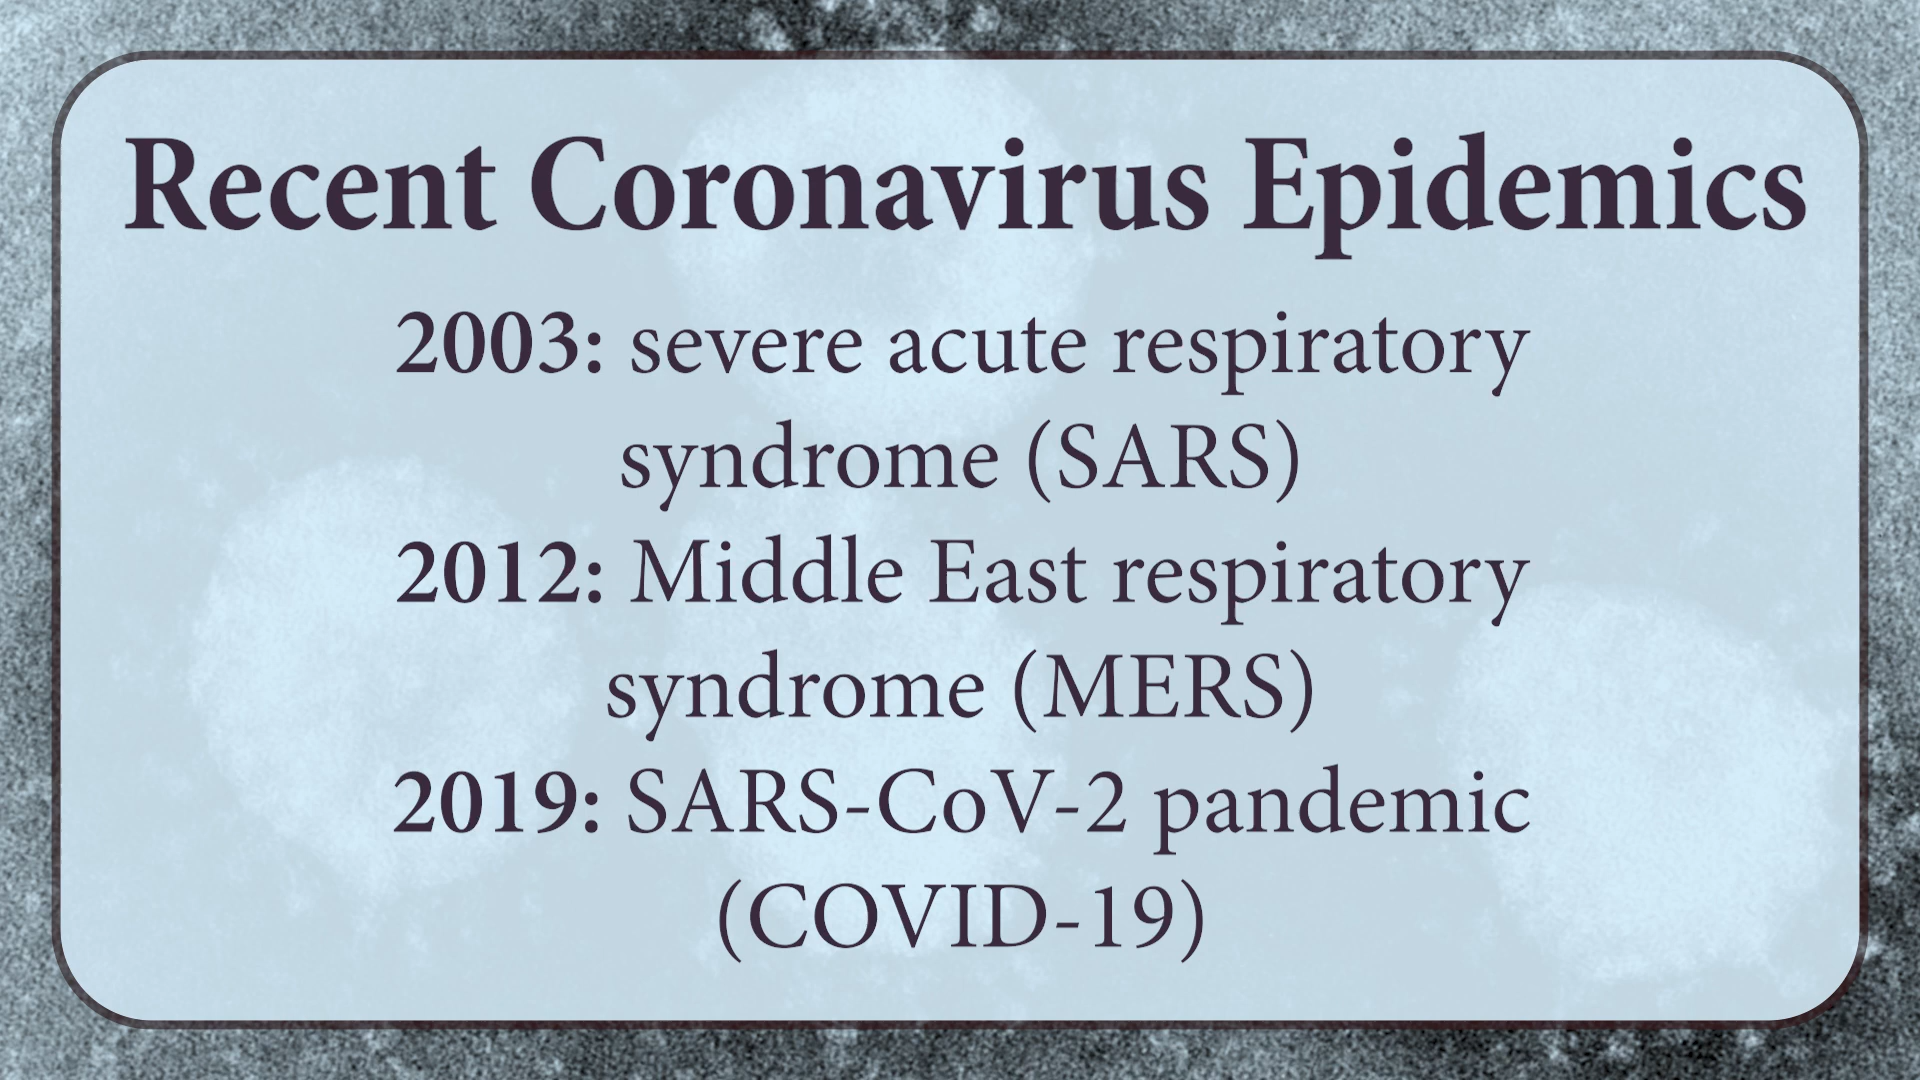 Recent Coronavirus Epidemics
2003: severe acute respiratory
syndrome (SARS)
2012: Middle East respiratory
syndrome (MERS)
2019: SARS-CoV-2 pandemic
(COVID-19)